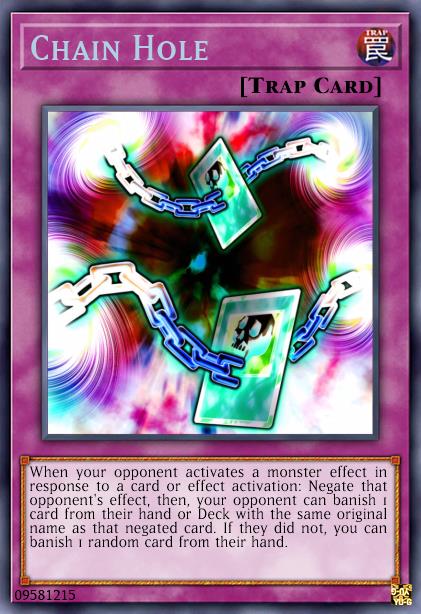 CHAIN HOLE
TRAP
罠
[TRAP CARD]
When your opponent activates a monster effect in
response to a card or effect activation: Negate that
opponent's effect, then, your opponent can banish 1
card from their hand or Deck with the same original
name as that negated card. If they did not, you can
banish 1 random card from their hand.
09581215